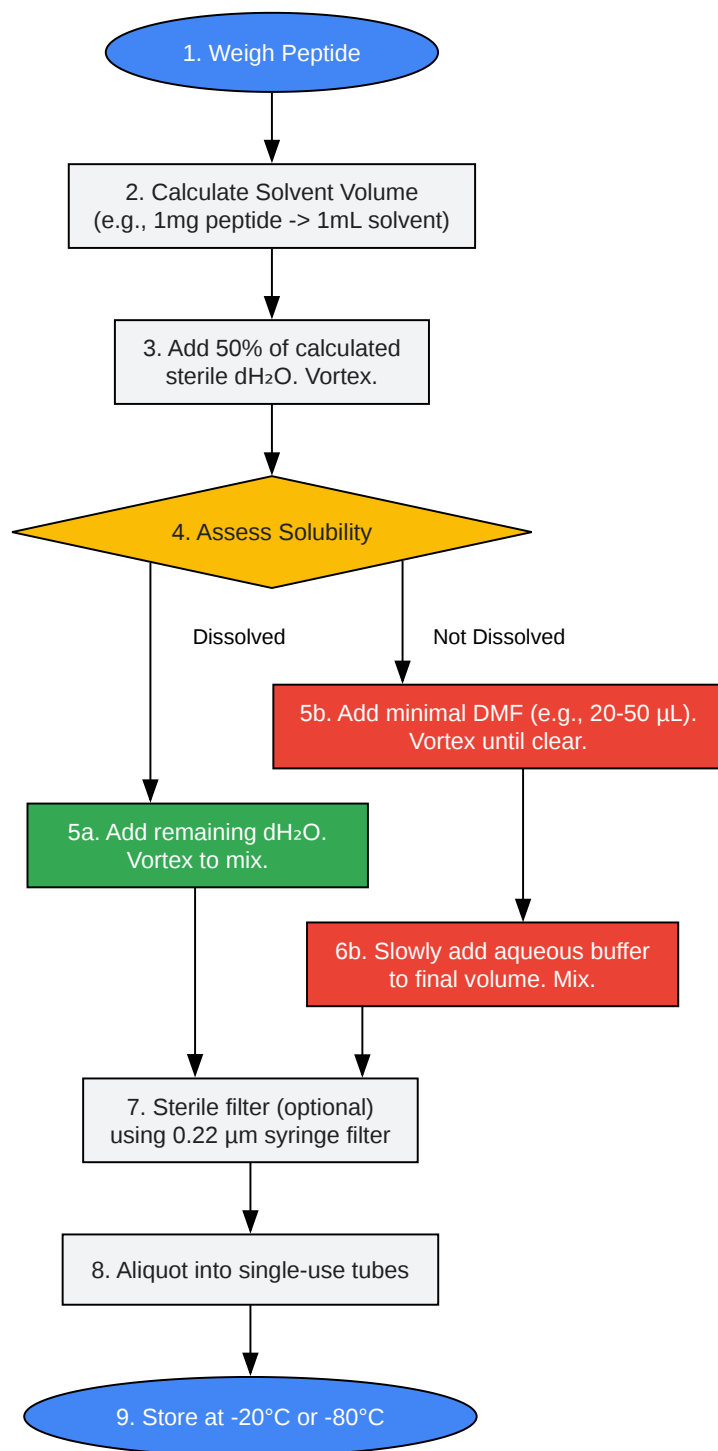 1. Weigh Peptide
2. Calculate Solvent Volume
(e.g., 1mg peptide -> 1mL solvent)
3. Add 50% of calculated
sterile dH₂O. Vortex.
4. Assess Solubility
Dissolved
Not Dissolved
5b. Add minimal DMF (e.g., 20-50 µL).
Vortex until clear.
5a. Add remaining dH₂O.
Vortex to mix.
6b. Slowly add aqueous buffer
to final volume. Mix.
7. Sterile filter (optional)
using 0.22 µm syringe filter
8. Aliquot into single-use tubes
9. Store at -20°C or -80°C